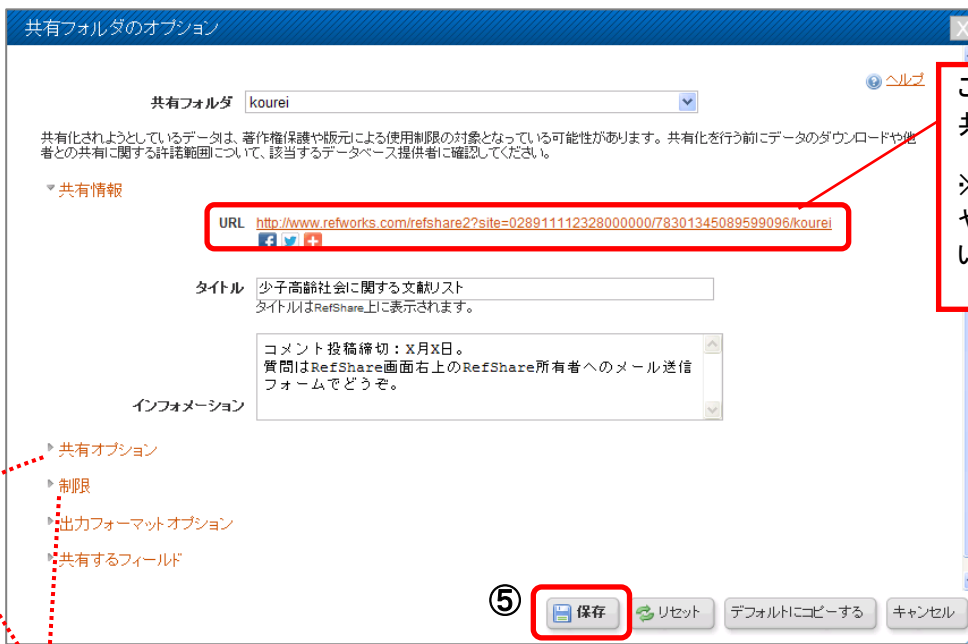 共有フォルダのオプション
X
ヘルプ
共有フォルダ kourei
共有化されようとしているデータは、著作権保護や版元による使用制限の対象となっている可能性があります。共有化を行う前にデータのダウンロードや他
者との共有に関する許諾範囲について、該当するデータベース提供者に確認してください。
共有情報
URL http://www.refworks.com/refshare2?site=028911112328000000/78301345089599096/kourei
タイトル 少子高齢社会に関する文献リスト
タイトルはRefShare上に表示されます。
コメント投稿締切：X月X日。
質問はRefShare画面右上のRefShare所有者へのメール送信
フォームでどうぞ。
インフォメーション
共有オプション
制限
出力フォーマットオプション
共有するフィールド
⑤ 保存 リセット デフォルトにコピーする キャンセル
※
い